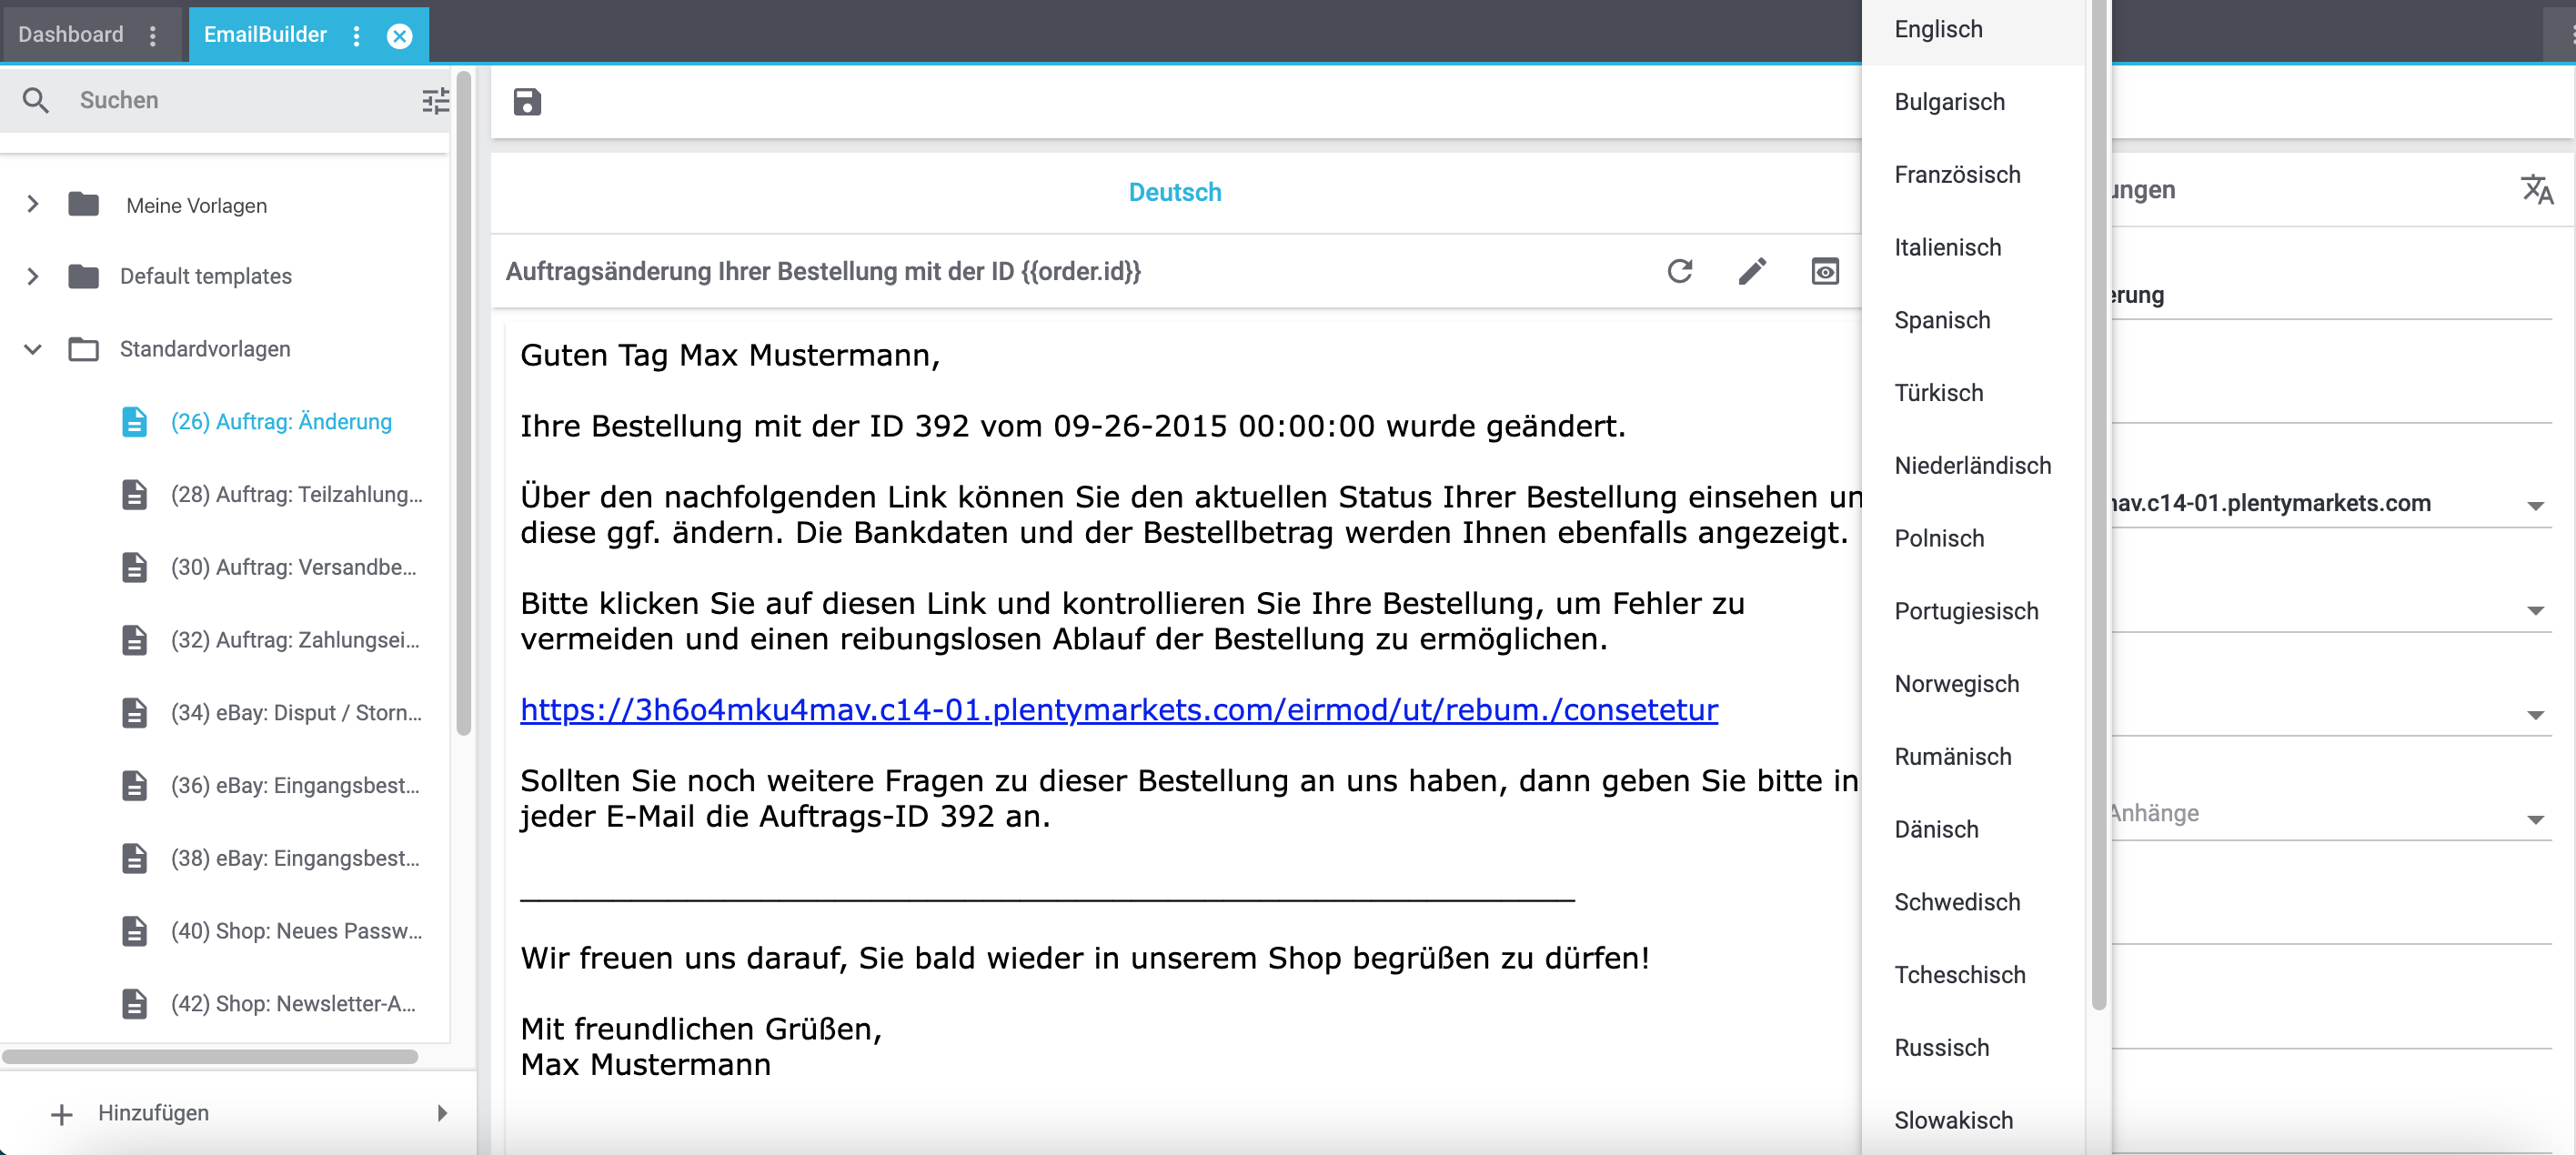 Dashboard
EmailBuilder
Suchen
Meine Vorlagen
Default templates
Standardvorlagen
(26) Auftrag: Änderung
(28) Auftrag: Teilzahlung...
(30) Auftrag: Versandbe...
(32) Auftrag: Zahlungsei...
(34) eBay: Disput / Storn...
(36) eBay: Eingangsbest...
(38) eBay: Eingangsbest...
(40) Shop: Neues Passw...
(42) Shop: Newsletter-A...
Hinzufügen
Deutsch
Auftragsänderung Ihrer Bestellung mit der ID {{order.id}}
Guten Tag Max Mustermann,
Ihre Bestellung mit der ID 392 vom 09-26-2015 00:00:00 wurde geändert.
Über den nachfolgenden Link können Sie den aktuellen Status Ihrer Bestellung einsehen un
diese ggf. ändern. Die Bankdaten und der Bestellbetrag werden Ihnen ebenfalls angezeigt.
Bitte klicken Sie auf diesen Link und kontrollieren Sie Ihre Bestellung, um Fehler zu
vermeiden und einen reibungslosen Ablauf der Bestellung zu ermöglichen.
https://3h6o4mku4mav.c14-01.plentymarkets.com/eirmod/ut/rebum./consetetur
Sollten Sie noch weitere Fragen zu dieser Bestellung an uns haben, dann geben Sie bitte in
jeder E-Mail die Auftrags-ID 392 an.
Wir freuen uns darauf, Sie bald wieder in unserem Shop begrüßen zu dürfen!
Mit freundlichen Grüßen,
Max Mustermann
Englisch
Bulgarisch
Französisch
Italienisch
Spanisch
Türkisch
Niederländisch
Polnisch
Portugiesisch
Norwegisch
Rumänisch
Dänisch
Schwedisch
Tcheschisch
Russisch
Slowakisch
ungen
erung
mav.c14-01.plentymarkets.com
Anhänge